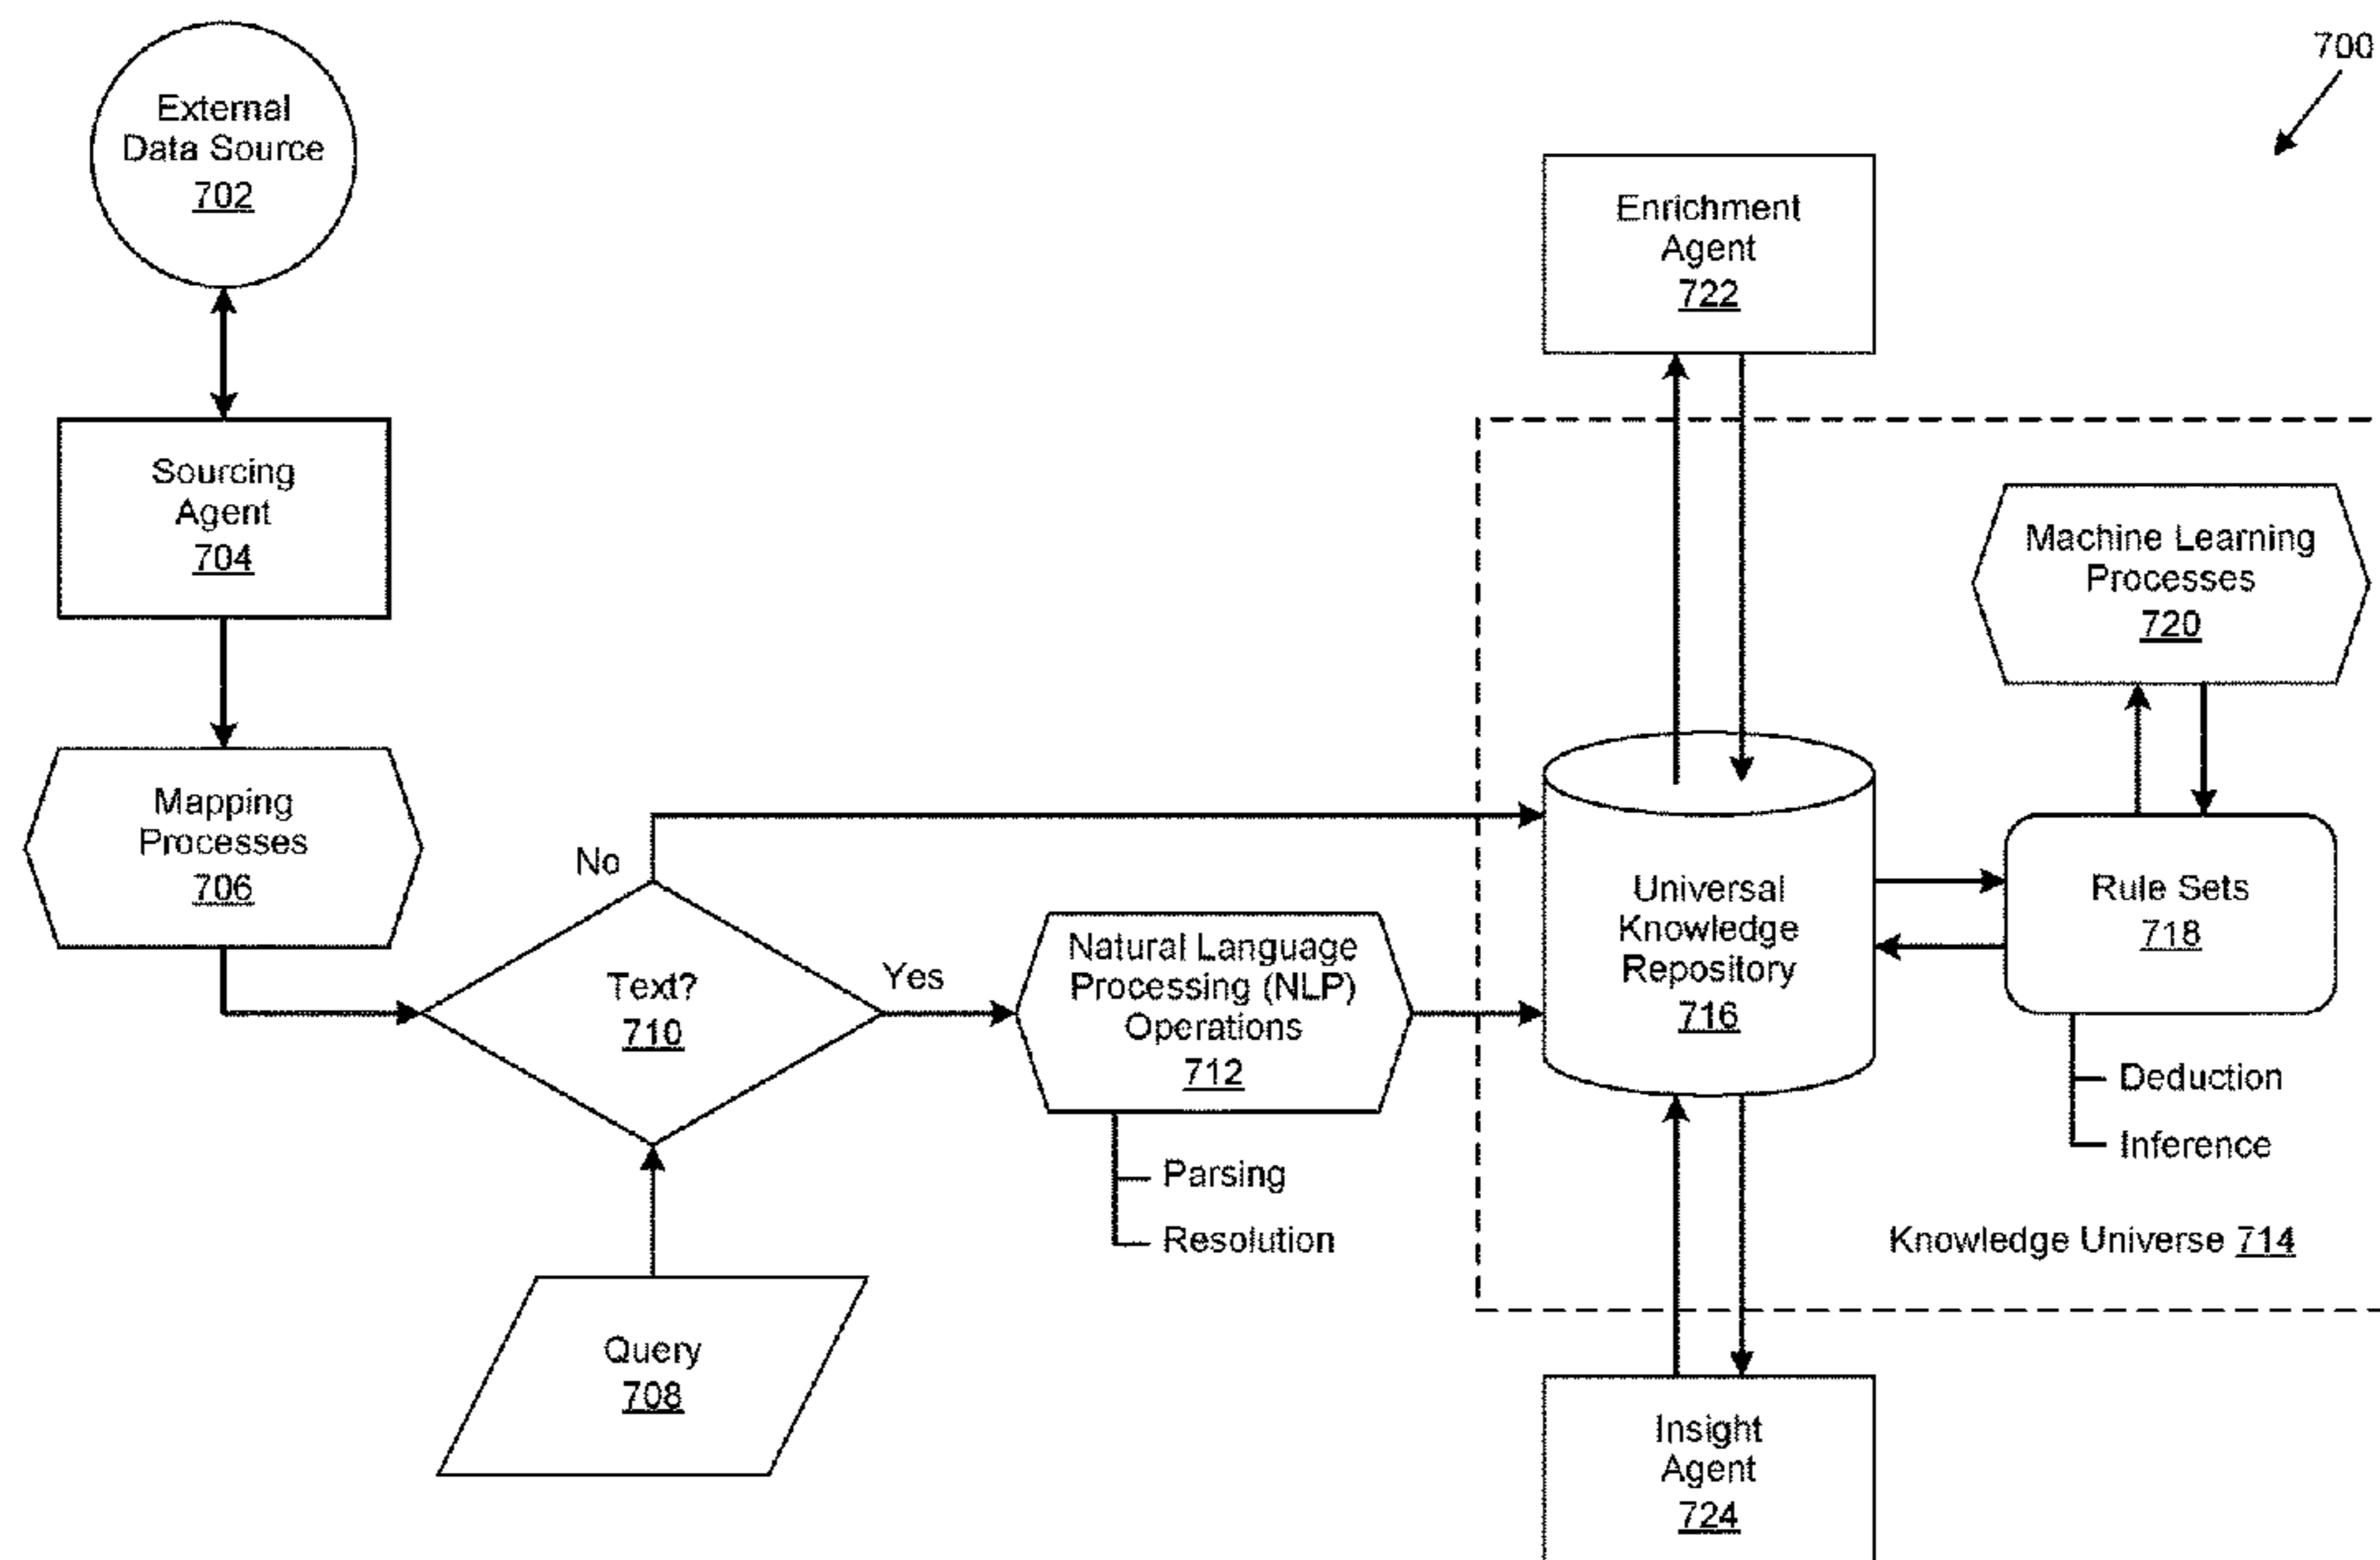 700
External
Data Source
702
Enrichment
Agent
722
Sourcing
Agent
704
Machine Learning
Processes
720
Mapping
Processes
706
No
Text?
710
Yes
Natural Language
Processing (NLP)
Operations
712
Parsing
Resolution
Universal
Knowledge
Repository
716
Rule Sets
718
Deduction
Inference
Knowledge Universe 714
Query
708
Insight
Agent
724